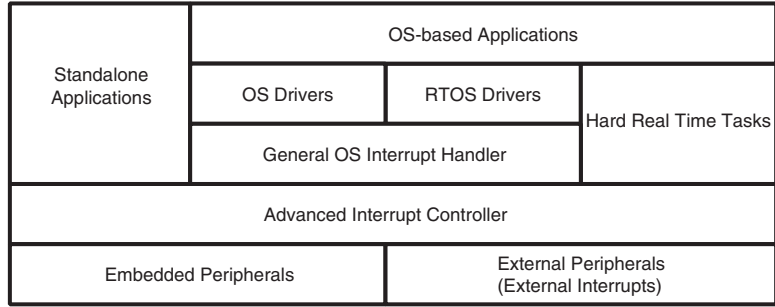 OS-based Applications
Standalone
Applications
OS Drivers
RTOS Drivers
Hard Real Time Tasks
General OS Interrupt Handler
Advanced Interrupt Controller
Embedded Peripherals
External Peripherals
(External Interrupts)